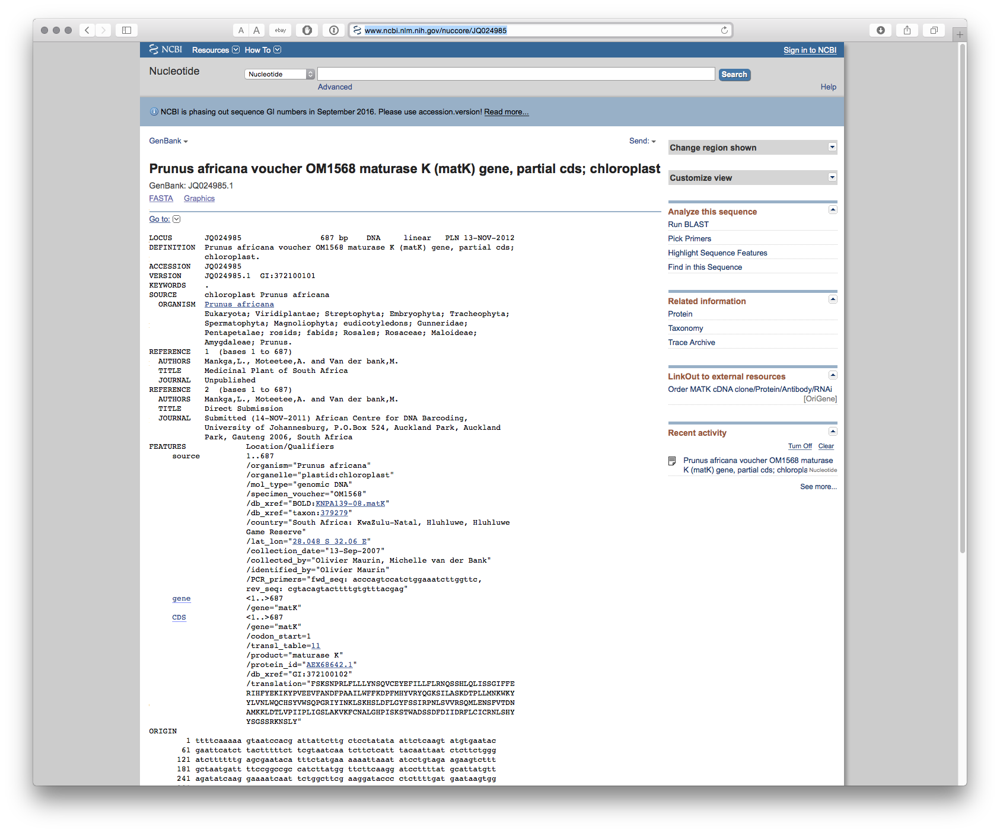 A A ebay www.ncbi.nlm.nih.gov/nuccore/JQ024985
NCBI Resources How To Sign in to NCBI
Nucleotide Nucleotide Search
Advanced Help
NCBI is phasing out sequence GI numbers in September 2016. Please use accession.version! Read more...
GenBank Send:
Prunus africana voucher OM1568 maturase K (matK) gene, partial cds; chloroplast
GenBank: JQ024985.1
FASTA Graphics
Go to:
LOCUS JQ024985 687 bp DNA linear PLN 13-NOV-2012
DEFINITION Prunus africana voucher OM1568 maturase K (matK) gene, partial cds;
chloroplast.
ACCESSION JQ024985
VERSION JQ024985.1 GI:372100101
KEYWORDS .
SOURCE chloroplast Prunus africana
ORGANISM Prunus africana
Eukaryota; Viridiplantae; Streptophyta; Embryophyta; Tracheophyta;
Spermatophyta; Magnoliophyta; eudicotyledons; Gunneridae;
Pentapetalae; rosids; fabids; Rosales; Rosaceae; Maloideae;
Amygdaleae; Prunus.
REFERENCE 1 (bases 1 to 687)
AUTHORS Mankga,L., Moteetee,A. and Van der bank,M.
TITLE Medicinal Plant of South Africa
JOURNAL Unpublished
REFERENCE 2 (bases 1 to 687)
AUTHORS Mankga,L., Moteetee,A. and Van der bank,M.
TITLE Direct Submission
JOURNAL Submitted (14-NOV-2011) African Centre for DNA Barcoding,
University of Johannesburg, P.O.Box 524, Auckland Park, Auckland
Park, Gauteng 2006, South Africa
FEATURES Location/Qualifiers
source 1..687
/organism="Prunus africana"
/organelle="plastid:chloroplast"
/mol_type="genomic DNA"
/specimen_voucher="OM1568"
/db_xref="BOLD:KNPA139-08.matK"
/db_xref="taxon:379279"
/country="South Africa: KwaZulu-Natal, Hluhluwe, Hluhluwe
Game Reserve"
/lat_lon="28.048 S 32.06 E"
/collection_date="13-Sep-2007"
/collected_by="Olivier Maurin, Michelle van der Bank"
/identified_by="Olivier Maurin"
/PCR_primers="fwd_seq: acccagtccatctggaaatcttggttc,
rev_seq: cgtacagtacttttgtgtttacgag"
gene <1..>687
/gene="matK"
CDS <1..>687
/gene="matK"
/codon_start=1
/transl_table=11
/product="maturase K"
/protein_id="AEX68642.1"
/db_xref="GI:372100102"
/translation="FSKSNPRLFLLLYNSQVCEYEFILLFLRNQSSHLQLISSGIFFE
RIHFYEKIKYPVEEVFANDFPAAILWFFKDPFMHYVRYQGKSILASKDTPLLMNKWKY
YLVNLWQCHSYVWSQPGRIYINKLSKHSLDFLGYFSSIRPNLSVVRSQMLENSFVTDN
AMKKLDTLVPIIPLIGSLAKVKFCNALGHPISKSTWADSSDFDIIDRFLCICRNLSHY
YSGSSRKNSLY"
ORIGIN
1 ttttcaaaaa gtaatccacg attattcttg ctcctatata attctcaagt atgtgaatac
61 gaattcatct tactttttct tcgtaatcaa tcttctcatt tacaattaat ctcttctggg
121 atcttttttg agcgaataca tttctatgaa aaaattaaat atcctgtaga agaagtcttt
181 gctaatgatt ttccggccgc catcttatgg ttcttcaagg atccttttat gcattatgtt
241 agatatcaag gaaaatcaat tctggcttcg aaggataccc ctcttttgat gaataagtgg
Change region shown
Customize view
Analyze this sequence
Run BLAST
Pick Primers
Highlight Sequence Features
Find in this Sequence
Related information
Protein
Taxonomy
Trace Archive
LinkOut to external resources
Order MATK cDNA clone/Protein/Antibody/RNAi
[OriGene]
Recent activity
Turn Off Clear
Prunus africana voucher OM1568 maturase
K (matK) gene, partial cds; chloropla Nucleotide
See more...